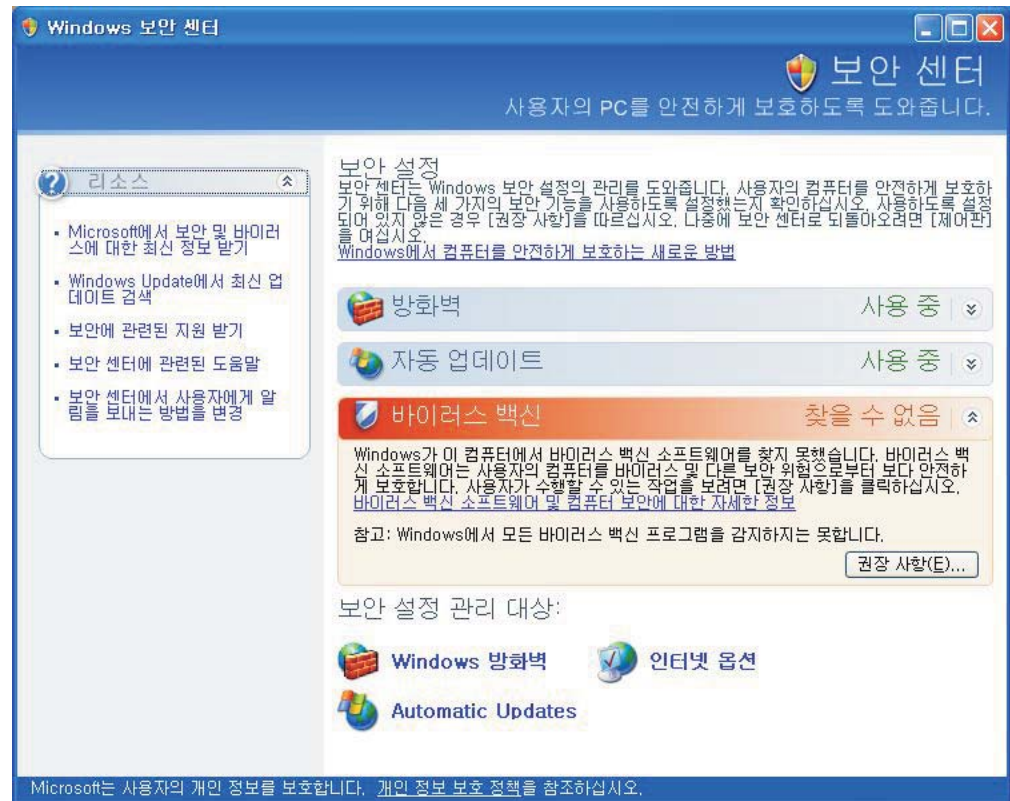 Windows 보안 센터
보안 센터
사용자의 PC를 안전하게 보호하도록 도와줍니다.
리소스
• Microsoft에서 보안 및 바이러
스에 대한 최신 정보 받기
• Windows Update에서 최신 업
데이트 검색
• 보안에 관련된 지원 받기
• 보안 센터에 관련된 도움말
• 보안 센터에서 사용자에게 알
림을 보내는 방법을 변경
보안 설정
보안 센터는 Windows 보안 설정의 관리를 도와줍니다. 사용자의 컴퓨터를 안전하게 보호하
기 위해 다음 세 가지의 보안 기능을 사용하도록 설정했는지 확인하십시오. 사용하도록 설정
되어 있지 않은 경우 [권장 사항]을 따르십시오. 나중에 보안 센터로 되돌아오려면 [제어판]
을 여십시오.
Windows에서 컴퓨터를 안전하게 보호하는 새로운 방법
방화벽 사용 중
자동 업데이트 사용 중
바이러스 백신 찾을 수 없음
Windows가 이 컴퓨터에서 바이러스 백신 소프트웨어를 찾지 못했습니다. 바이러스 백
신 소프트웨어는 사용자의 컴퓨터를 바이러스 및 다른 보안 위험으로부터 보다 안전하
게 보호합니다. 사용자가 수행할 수 있는 작업을 보려면 [권장 사항]을 클릭하십시오.
바이러스 백신 소프트웨어 및 컴퓨터 보안에 대한 자세한 정보
참고: Windows에서 모든 바이러스 백신 프로그램을 감지하지는 못합니다.
권장 사항(E)...
보안 설정 관리 대상:
Windows 방화벽 인터넷 옵션
Automatic Updates
Microsoft는 사용자의 개인 정보를 보호합니다. 개인 정보 보호 정책을 참조하십시오.